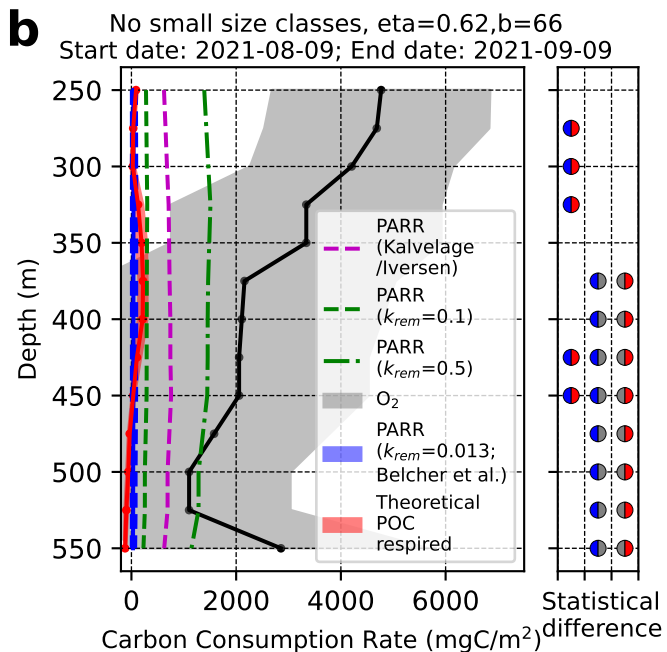 b
No small size classes, eta=0.62,b=66
Start date: 2021-08-09; End date: 2021-09-09
250
300
350
400
450
500
550
Depth (m)
0
2000
4000
6000
Carbon Consumption Rate (mgC/m²)
PARR
(Kalvelage
/Iversen)
PARR
(k_rem=0.1)
PARR
(k_rem=0.5)
O₂
PARR
(k_rem=0.013;
Belcher et al.)
Theoretical
POC
respired
Statistical
difference